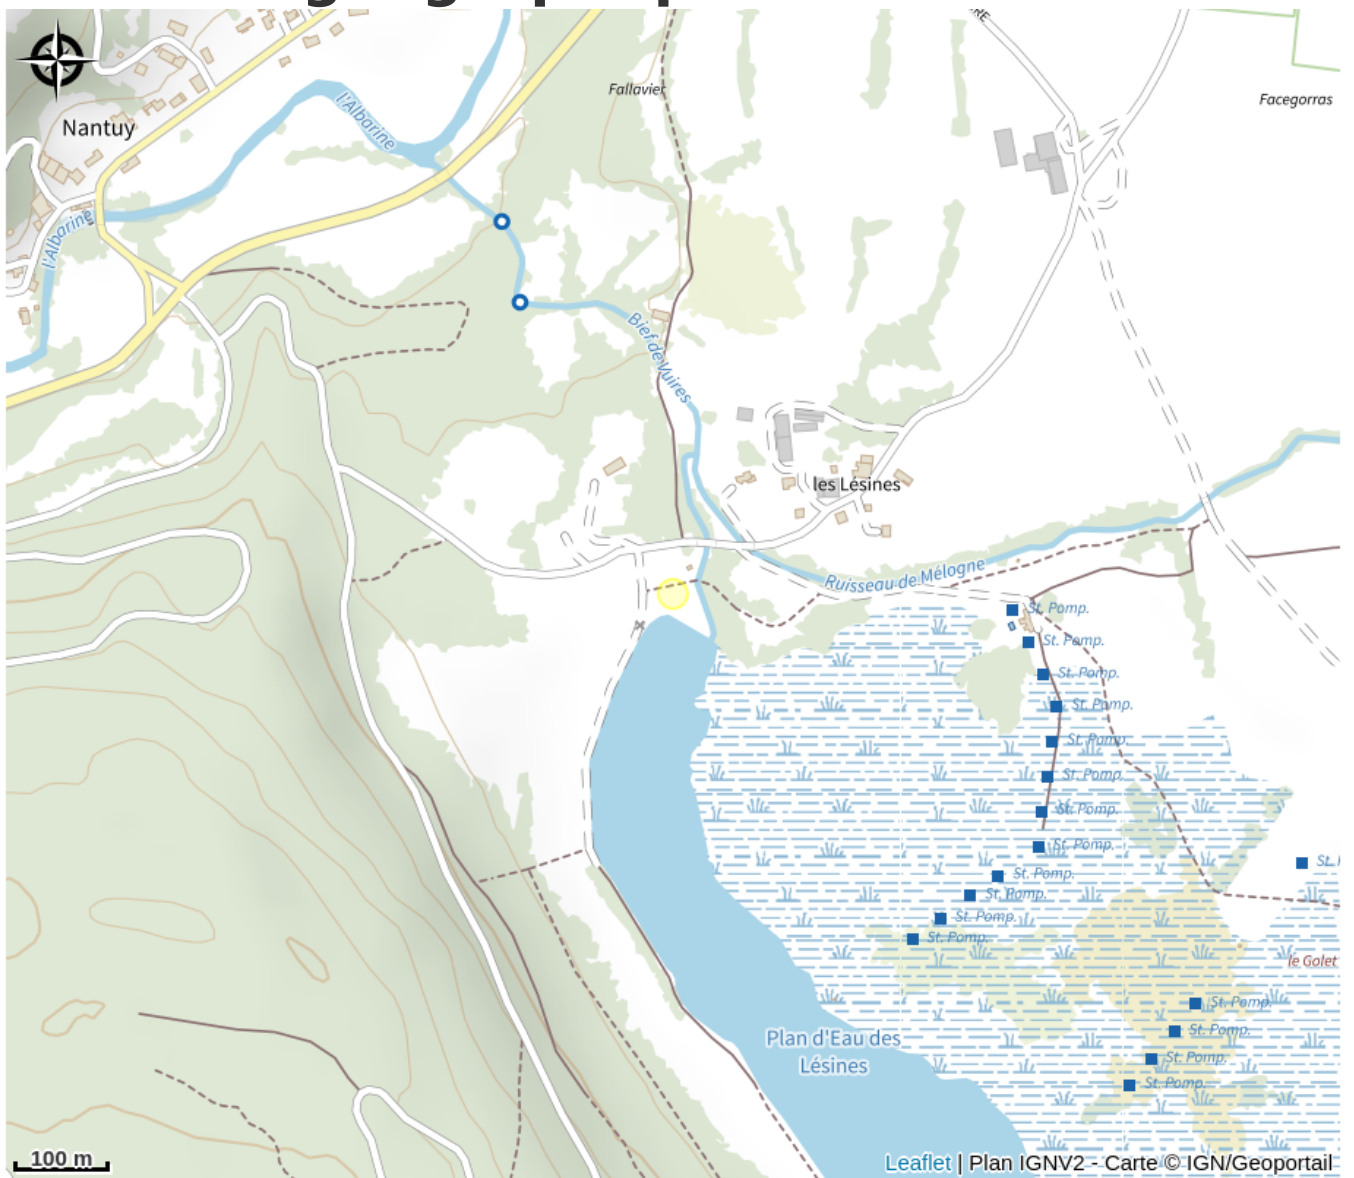 RE
Fallavier
Facegorras
l'Albarine
Nantuy
l'Albarine
Bief de Vuires
les Lésines
Ruisseau de Mélogne
St. Pomp.
St. Pomp.
St. Pomp.
St. Pomp.
St. Pomp.
St. Pomp.
St. Pomp.
St. Pomp.
St.
St. Pomp.
St. Pomp.
St. Pomp.
St. Pomp.
le Golet
St. Pomp.
St. Pomp.
St. Pomp.
St. Pomp.
Plan d'Eau des
Lésines
100 m
Leaflet | Plan IGNV2 - Carte © IGN/Geoportail